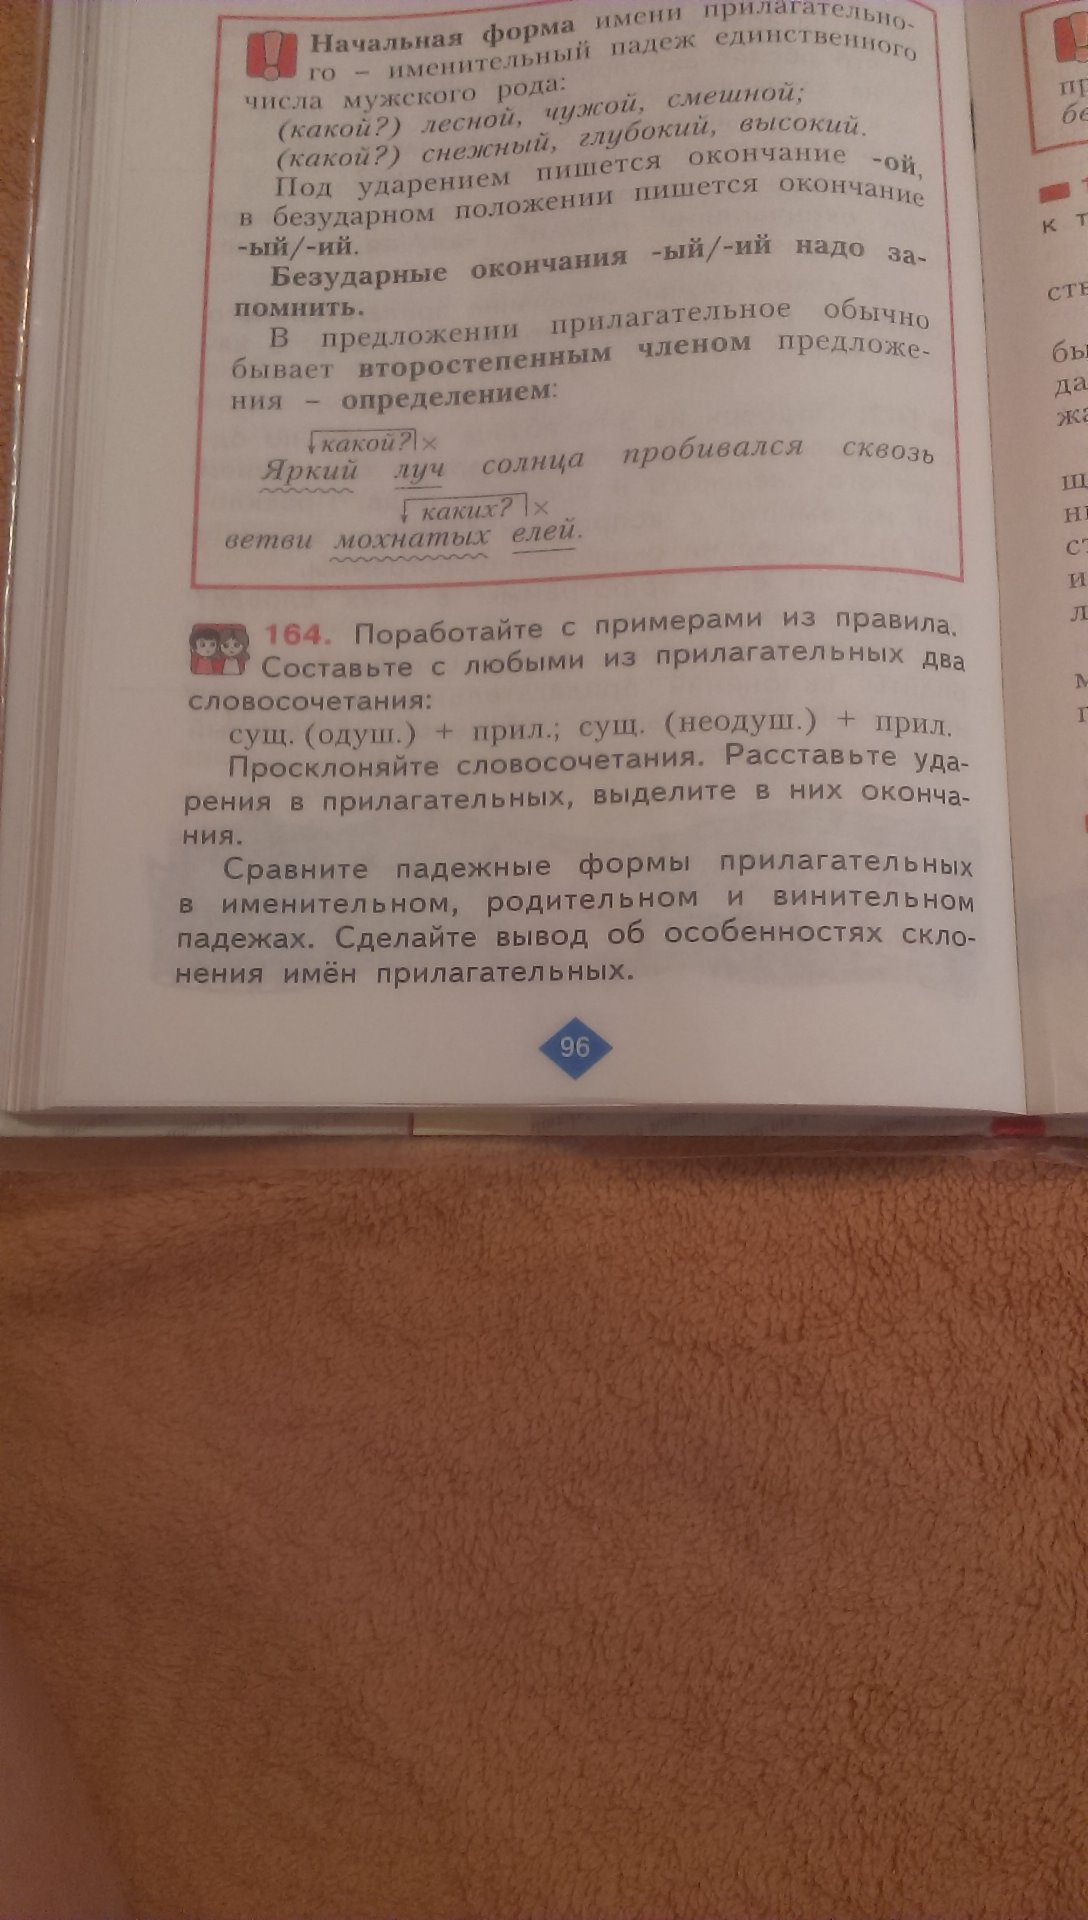 Начальная форма имени прилагательно-
го – именительный падеж единственного
числа мужского рода:
(какой?) лесной, чужой, смешной;
(какой?) снежный, глубокий, высокий.
Под ударением пишется окончание -ой,
в безударном положении пишется окончание
-ый/-ий.
Безударные окончания -ый/-ий надо за-
помнить.
В предложении прилагательное обычно
бывает второстепенным членом предложе-
ния – определением:
какой? ×
Яркий луч солнца пробивался сквозь
каких? ×
ветви мохнатых елей.
164. Поработайте с примерами из правила.
Составьте с любыми из прилагательных два
словосочетания:
сущ. (одуш.) + прил.; сущ. (неодуш.) + прил.
Просклоняйте словосочетания. Расставьте уда-
рения в прилагательных, выделите в них оконча-
ния.
Сравните падежные формы прилагательных
в именительном, родительном и винительном
падежах. Сделайте вывод об особенностях скло-
нения имён прилагательных.
96